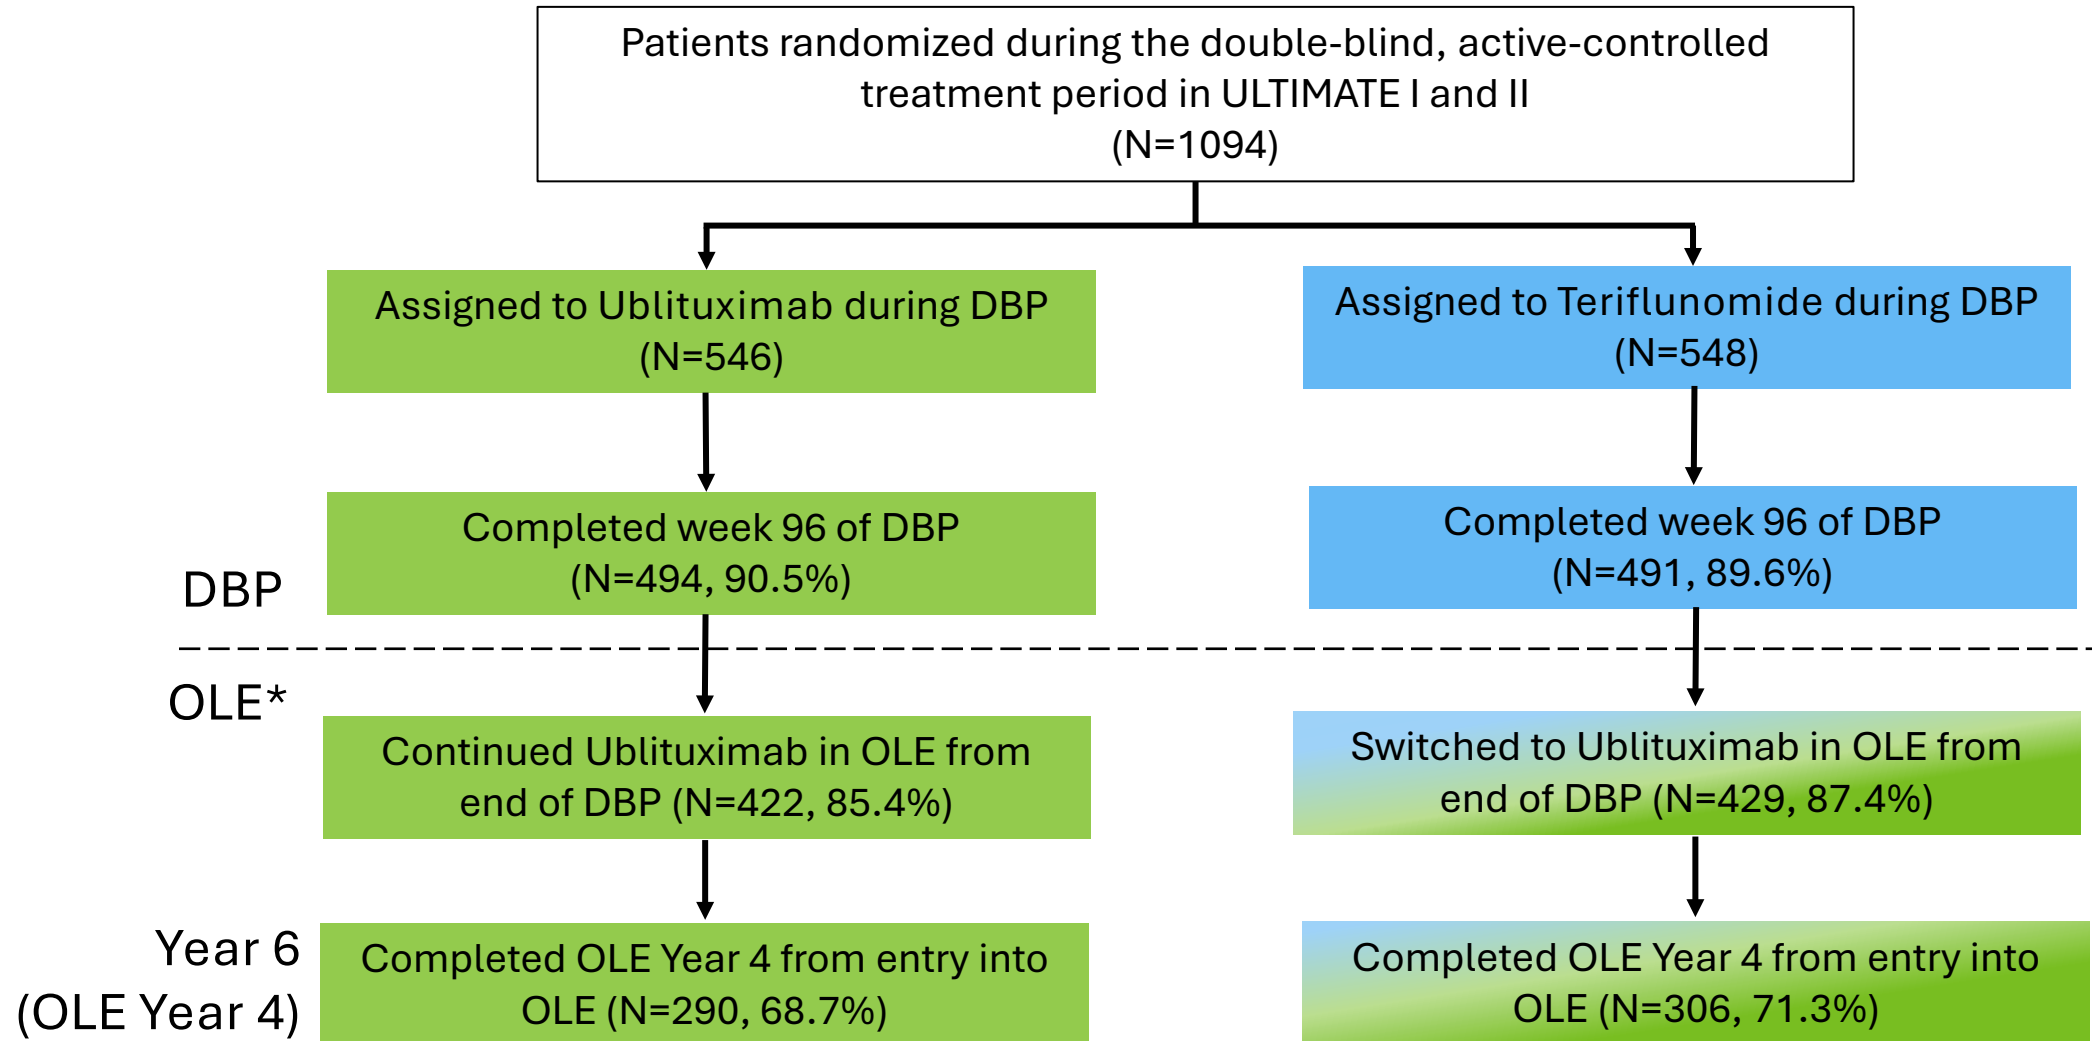 Patients randomized during the double-blind, active-controlled
treatment period in ULTIMATE I and II
(N=1094)
Assigned to Ublituximab during DBP
(N=546)
Assigned to Teriflunomide during DBP
(N=548)
Completed week 96 of DBP
(N=494, 90.5%)
Completed week 96 of DBP
(N=491, 89.6%)
DBP
OLE*
Continued Ublituximab in OLE from
end of DBP (N=422, 85.4%)
Switched to Ublituximab in OLE from
end of DBP (N=429, 87.4%)
Year 6
(OLE Year 4)
Completed OLE Year 4 from entry into
OLE (N=290, 68.7%)
Completed OLE Year 4 from entry into
OLE (N=306, 71.3%)